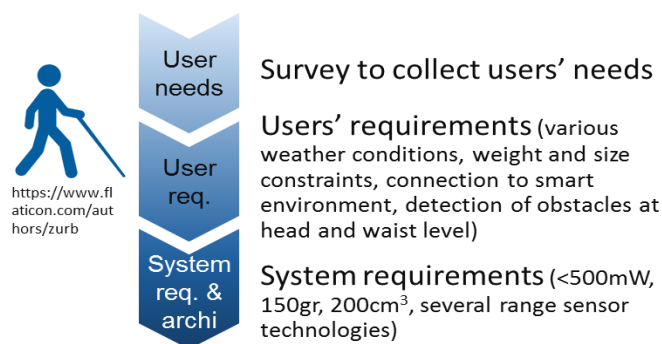 User
needs
Survey to collect users' needs
User
req.
Users' requirements (various
weather conditions, weight and size
constraints, connection to smart
environment, detection of obstacles at
head and waist level)
https://www.fl
aticon.com/aut
hors/zurb
System
req. &
archi
System requirements (<500mW,
150gr, 200cm³, several range sensor
technologies)